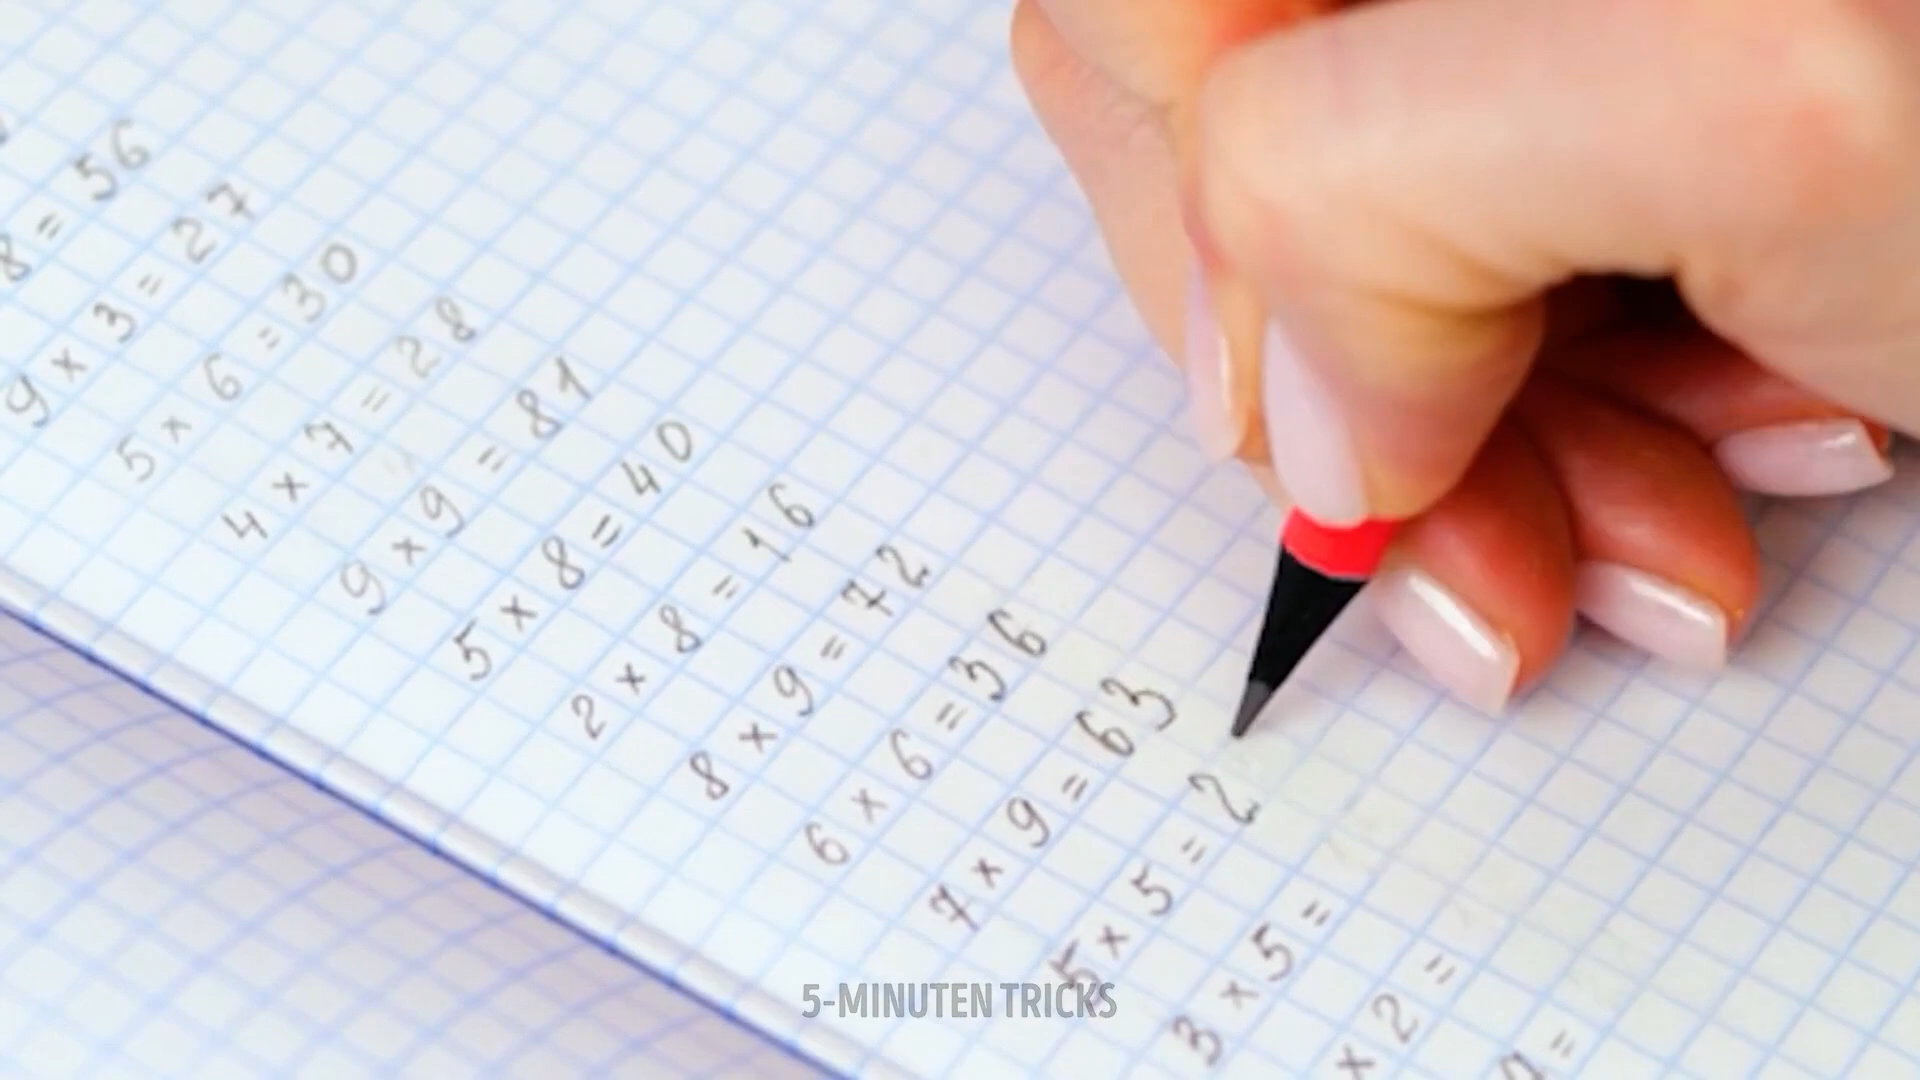 8 = 56
9 x 3 = 27
5 x 6 = 30
4 x 7 = 28
9 x 9 = 81
5 x 8 = 40
2 x 8 = 16
8 x 9 = 72
6 x 6 = 36
7 x 9 = 63
5 x 5 = 2
3 x 5 =
x 2 =
=
5-MINUTEN TRICKS